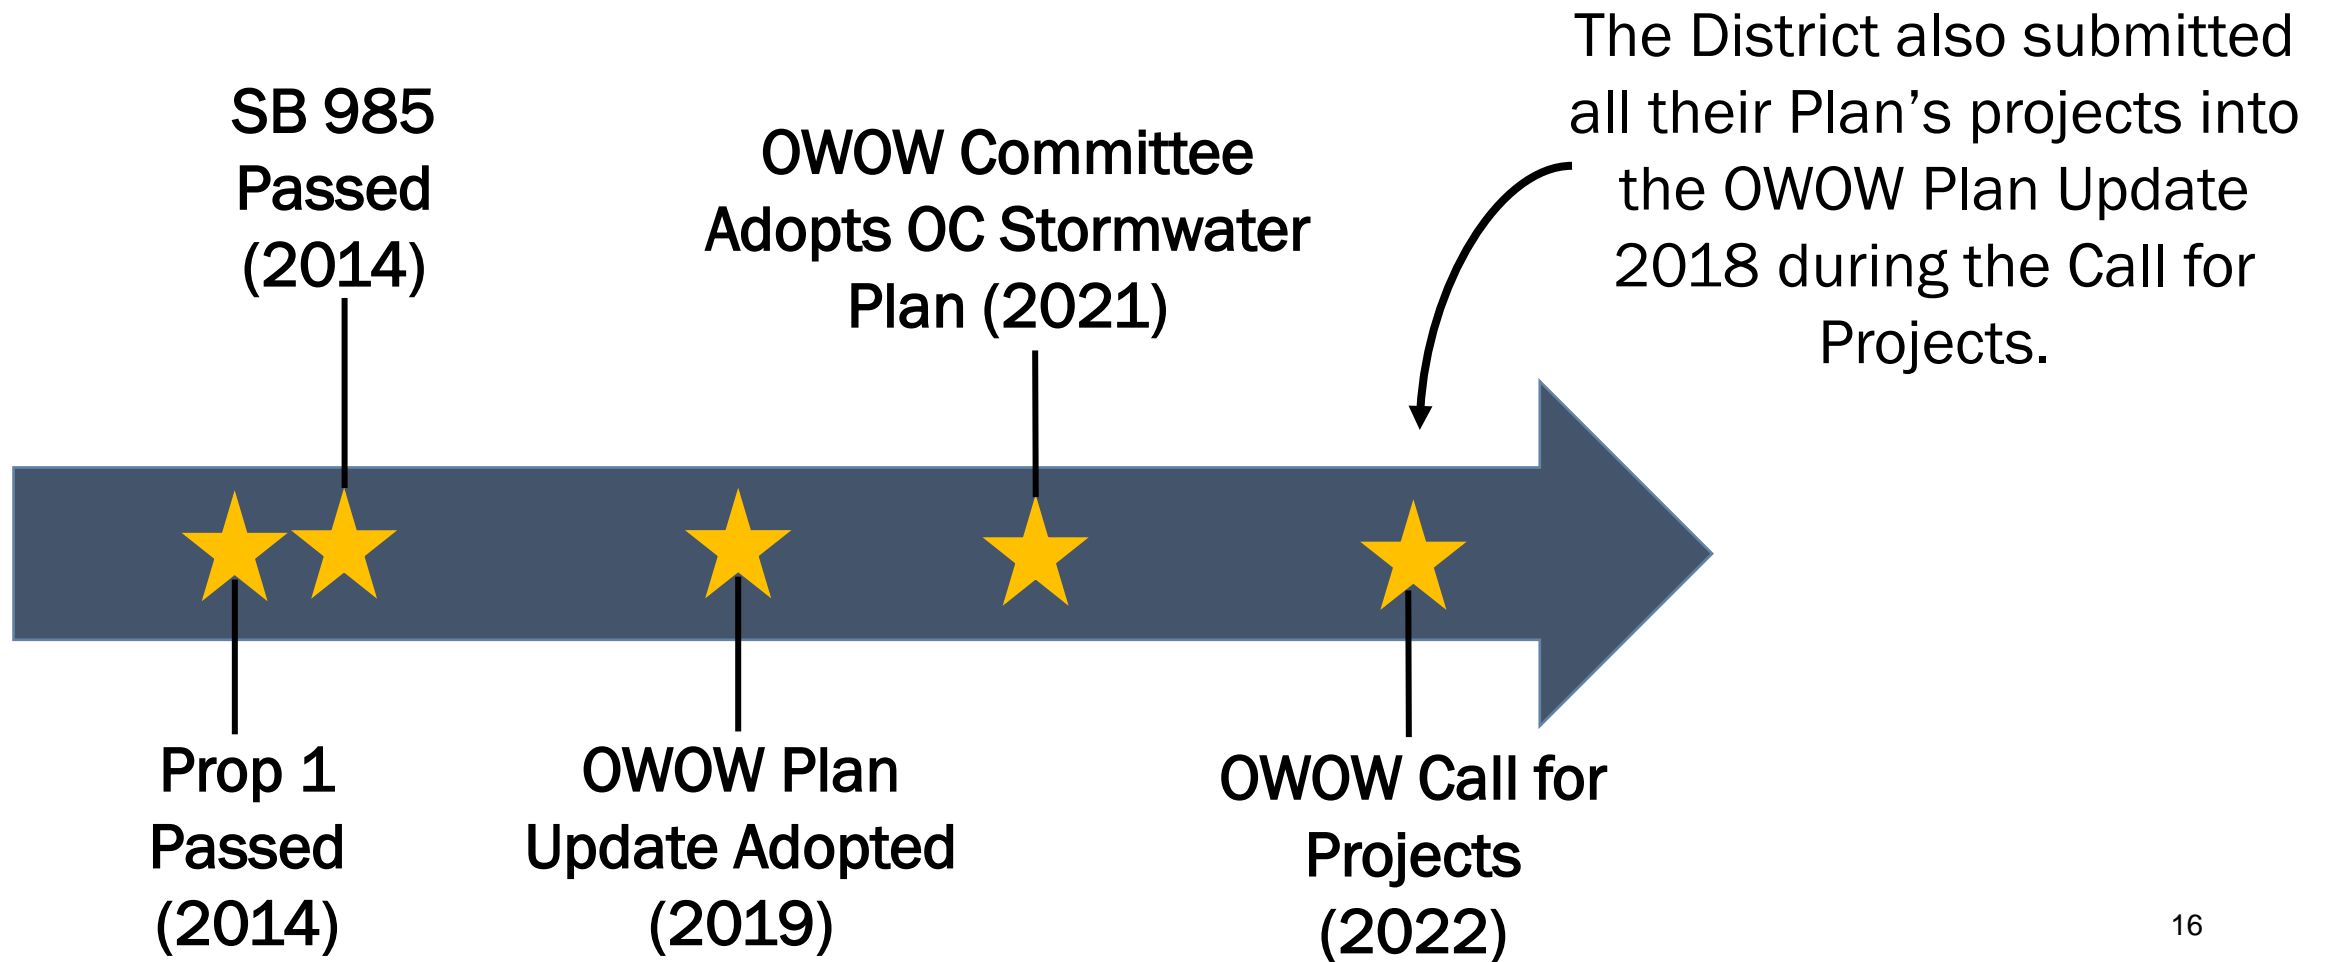 SB 985
Passed
(2014)
OWOW Committee
Adopts OC Stormwater
Plan (2021)
The District also submitted
all their Plan’s projects into
the OWOW Plan Update
2018 during the Call for
Projects.
Prop 1
Passed
(2014)
OWOW Plan
Update Adopted
(2019)
OWOW Call for
Projects
(2022)
16